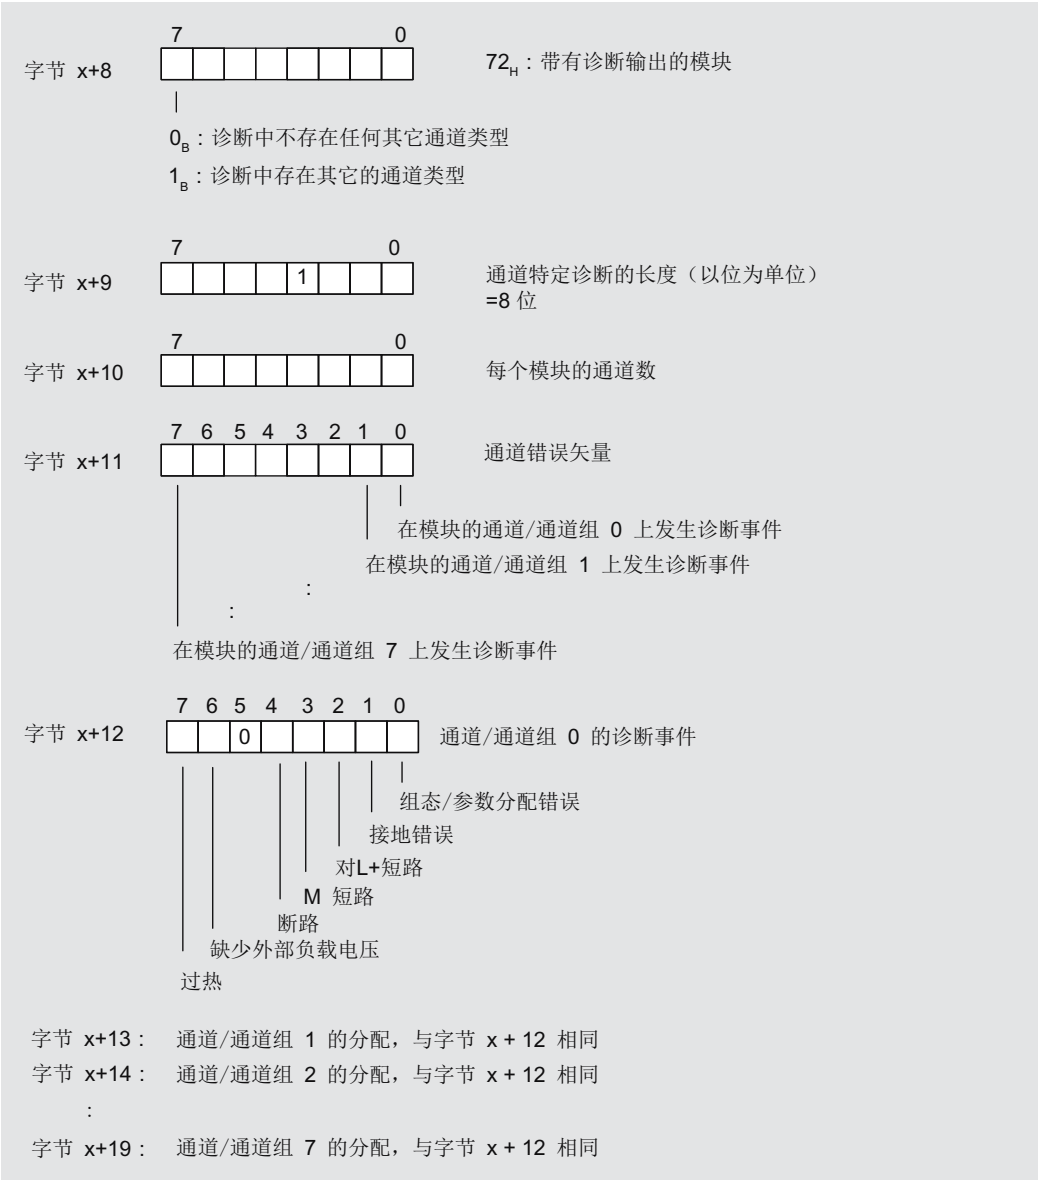 7 0
字节 x+8
72H：带有诊断输出的模块
0B：诊断中不存在任何其它通道类型
1B：诊断中存在其它的通道类型
7 0
字节 x+9 1
通道特定诊断的长度（以位为单位）
=8 位
7 0
字节 x+10
每个模块的通道数
7 6 5 4 3 2 1 0
字节 x+11
通道错误矢量
在模块的通道/通道组 0 上发生诊断事件
在模块的通道/通道组 1 上发生诊断事件
:
:
在模块的通道/通道组 7 上发生诊断事件
7 6 5 4 3 2 1 0
字节 x+12 0 通道/通道组 0 的诊断事件
组态/参数分配错误
接地错误
对L+短路
M 短路
断路
缺少外部负载电压
过热
字节 x+13： 通道/通道组 1 的分配，与字节 x + 12 相同
字节 x+14： 通道/通道组 2 的分配，与字节 x + 12 相同
:
字节 x+19： 通道/通道组 7 的分配，与字节 x + 12 相同